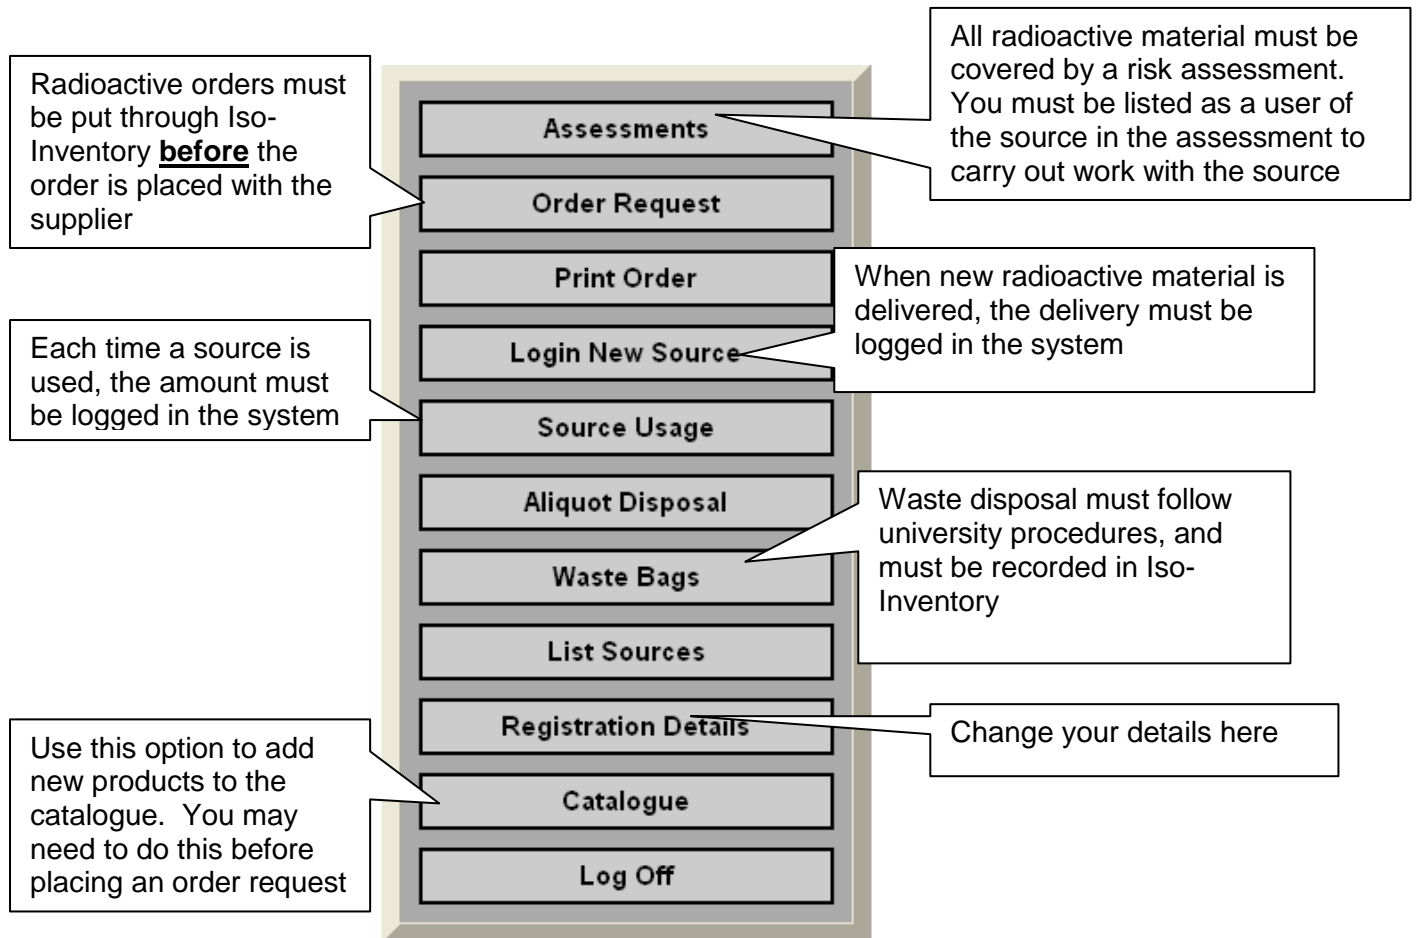 All radioactive material must be
covered by a risk assessment.
You must be listed as a user of
the source in the assessment to
carry out work with the source
Radioactive orders must
be put through Iso-
Inventory before the
order is placed with the
supplier
Assessments
Order Request
Print Order
When new radioactive material is
delivered, the delivery must be
logged in the system
Login New Source
Each time a source is
used, the amount must
be logged in the system
Source Usage
Aliquot Disposal
Waste disposal must follow
university procedures, and
must be recorded in Iso-
Inventory
Waste Bags
List Sources
Registration Details
Change your details here
Use this option to add
new products to the
catalogue.  You may
need to do this before
placing an order request
Catalogue
Log Off